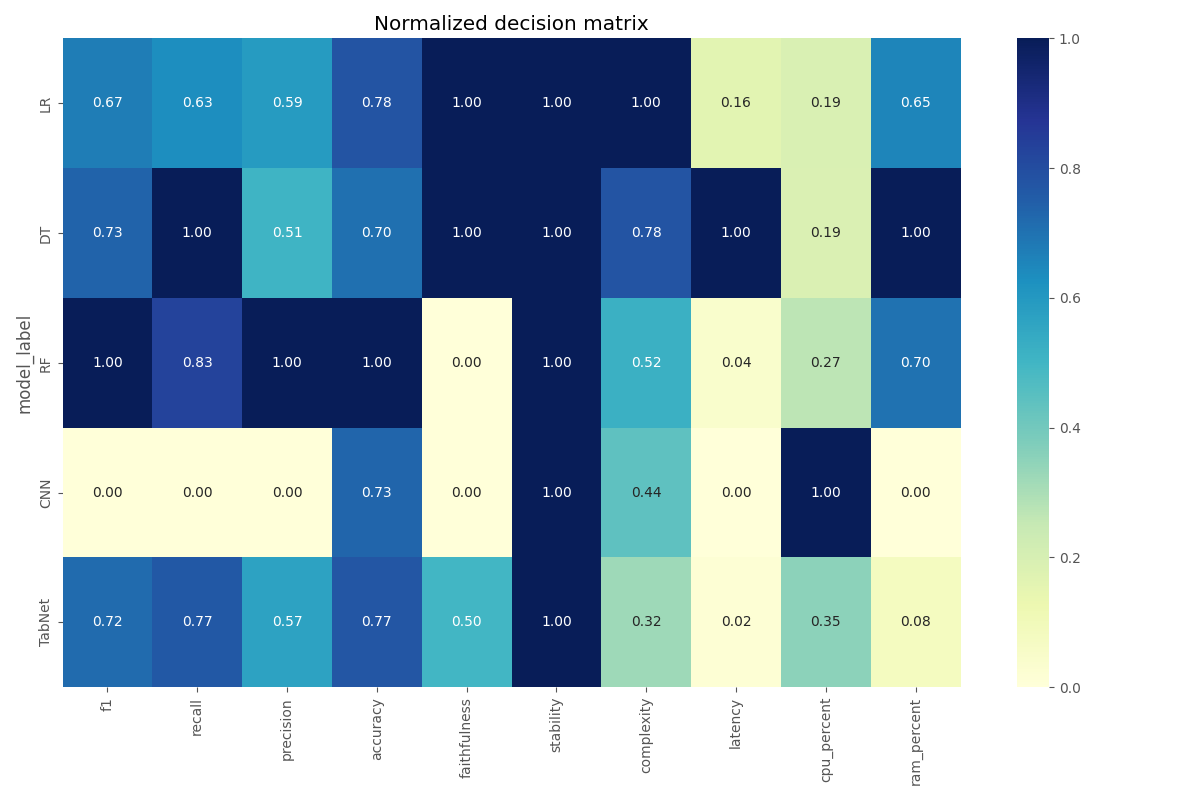 Normalized decision matrix
model_label
LR 0.67 0.63 0.59 0.78 1.00 1.00 1.00 0.16 0.19 0.65
DT 0.73 1.00 0.51 0.70 1.00 1.00 0.78 1.00 0.19 1.00
RF 1.00 0.83 1.00 1.00 0.00 1.00 0.52 0.04 0.27 0.70
CNN 0.00 0.00 0.00 0.73 0.00 1.00 0.44 0.00 1.00 0.00
TabNet 0.72 0.77 0.57 0.77 0.50 1.00 0.32 0.02 0.35 0.08
f1 recall precision accuracy faithfulness stability complexity latency cpu_percent ram_percent
1.0
0.8
0.6
0.4
0.2
0.0